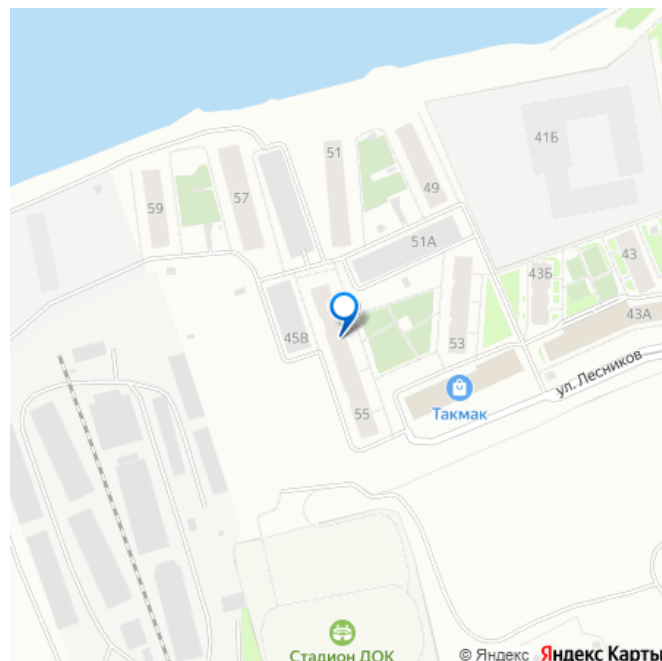 41Б
51
49
57
59
51А
43
43Б
43А
45В
53
55
ул. Лесников
Такмак
Стадион ДОК
© Яндекс Яндекс Карты